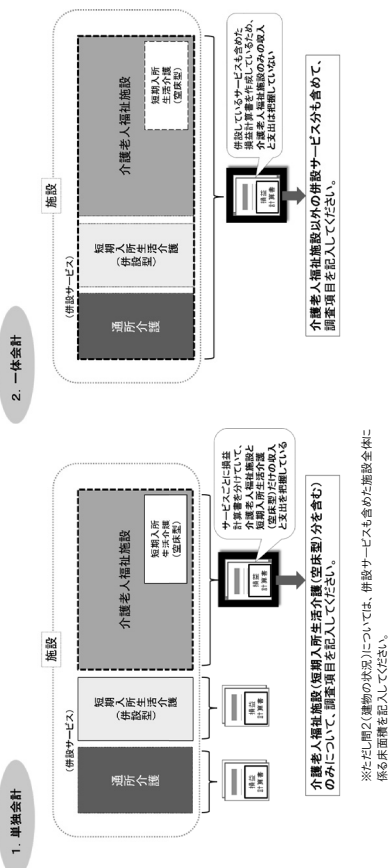 1．単独会計
施設
（併設サービス）
通所介護
短期入所
生活介護
（併設型）
介護老人福祉施設
短期入所
生活介護
（空床型）
損益
計算書
損益
計算書
損益
計算書
サービスごとに損益
計算書を分けていて、
介護老人福祉施設と
短期入所生活介護
（空床型）だけの収入
と支出を把握している
介護老人福祉施設（短期入所生活介護（空床型）分を含む）
のみについて、調査項目を記入してください。
※ただし問2（建物の状況）については、併設サービスも含めた施設全体に
係る床面積を記入してください。
2．一体会計
施設
（併設サービス）
通所介護
短期入所
生活介護
（併設型）
介護老人福祉施設
短期入所
生活介護
（空床型）
損益
計算書
併設しているサービスも含めた
損益計算書を作成しているため、
介護老人福祉施設のみの収入
と支出は把握していない
介護老人福祉施設以外の併設サービス分も含めて、
調査項目を記入してください。